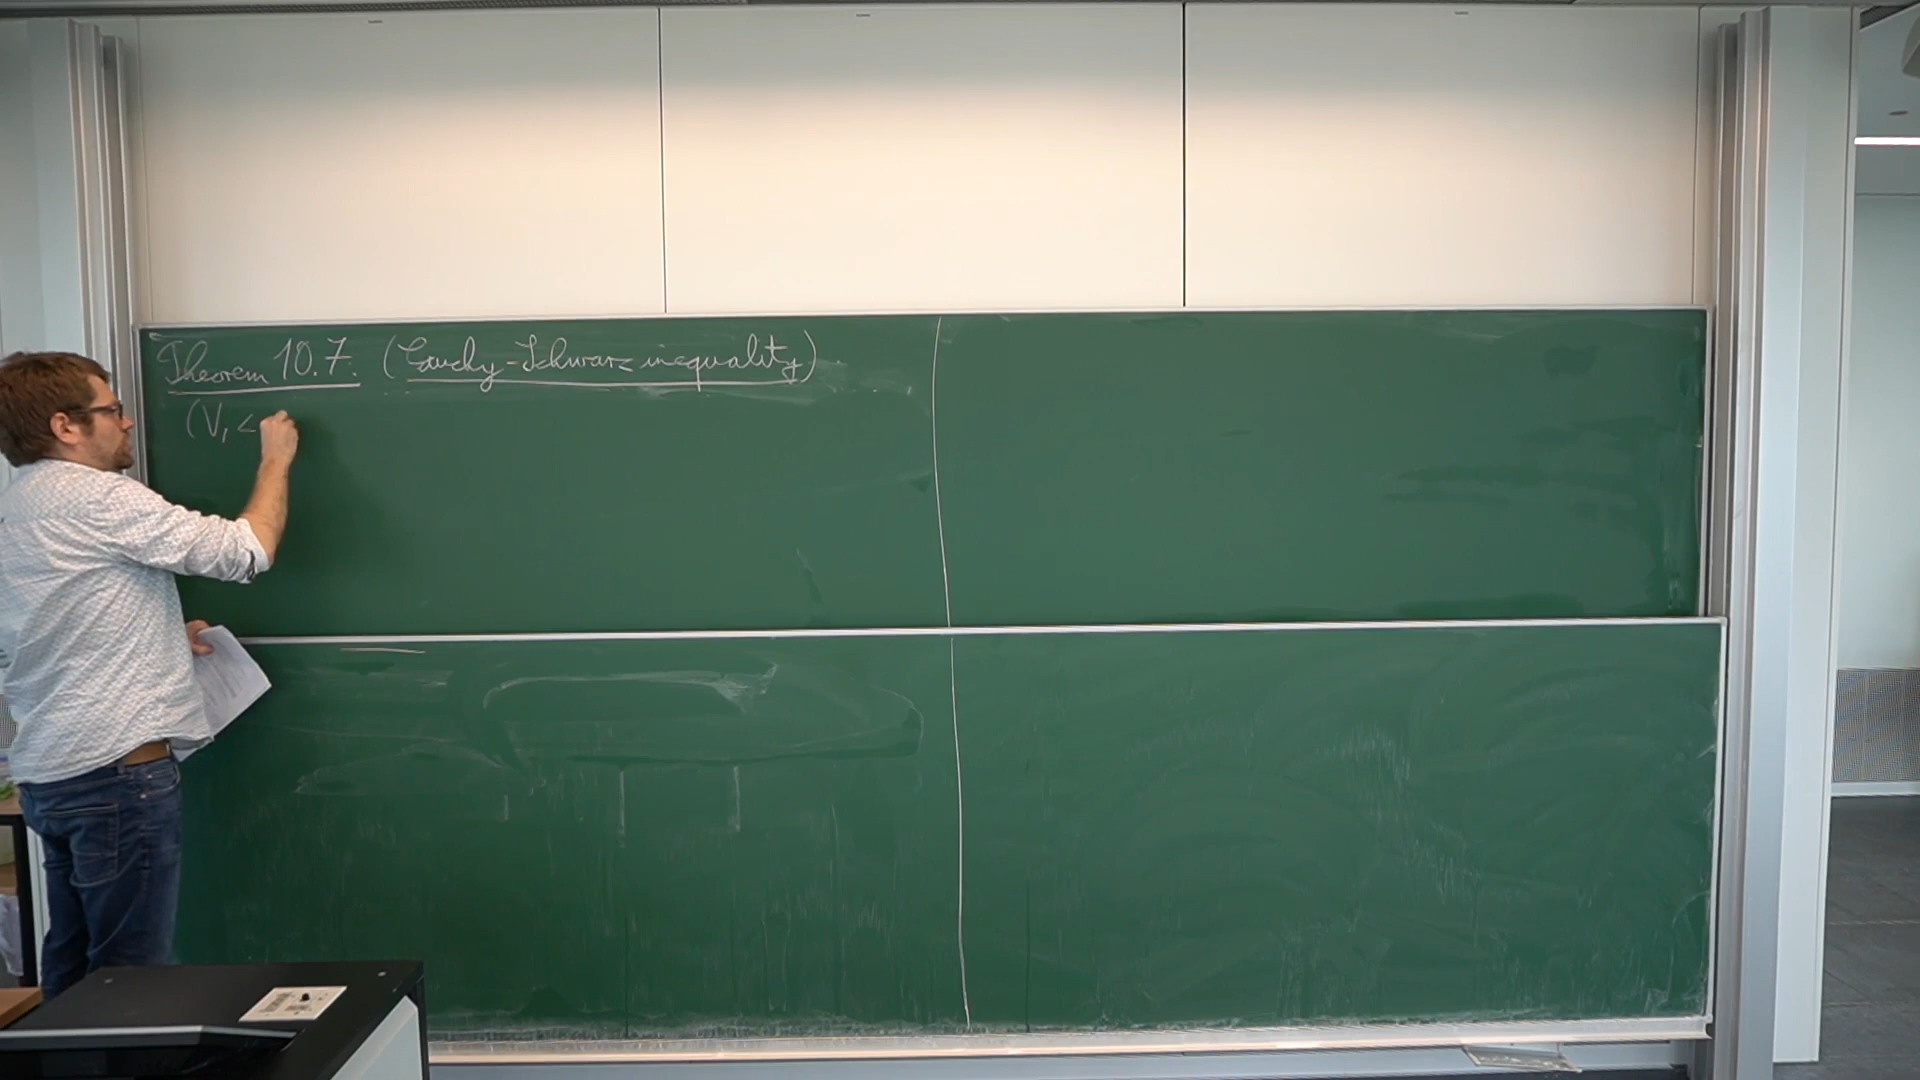 Theorem 10.7. (Cauchy-Schwarz inequality)
(V, <